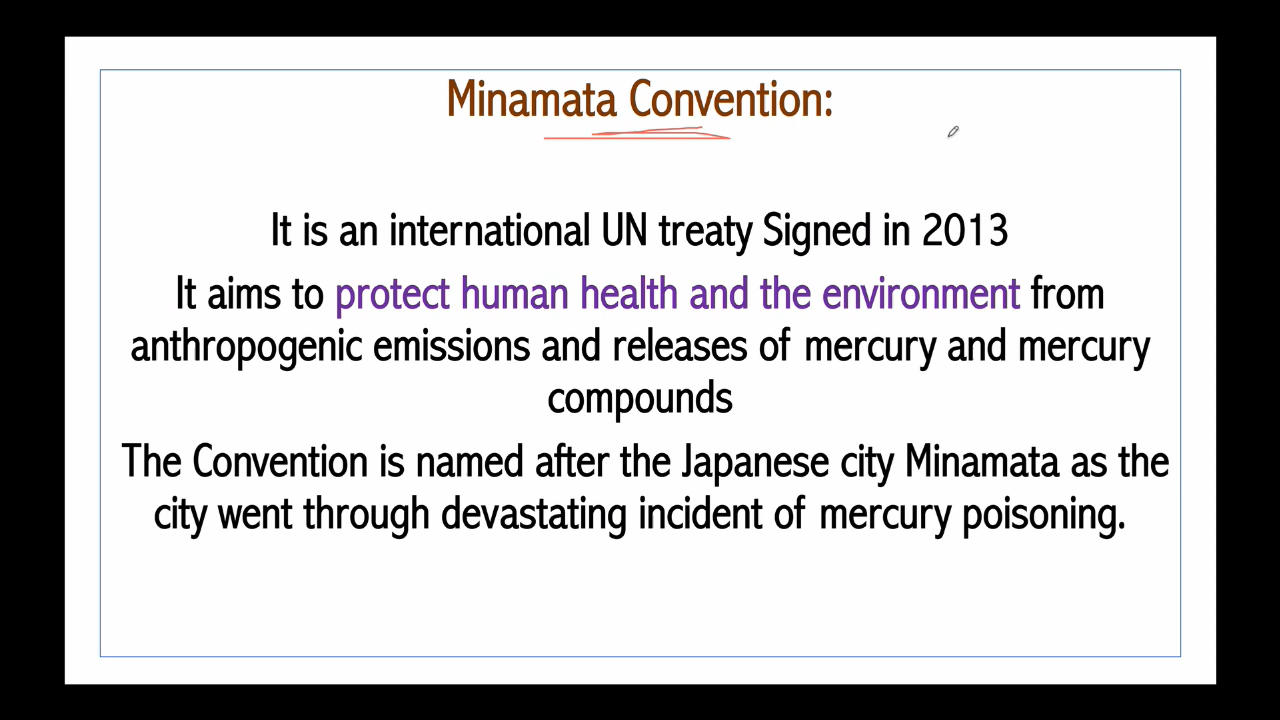 Minamata Convention:
It is an international UN treaty Signed in 2013
It aims to protect human health and the environment from
anthropogenic emissions and releases of mercury and mercury
compounds
The Convention is named after the Japanese city Minamata as the
city went through devastating incident of mercury poisoning.